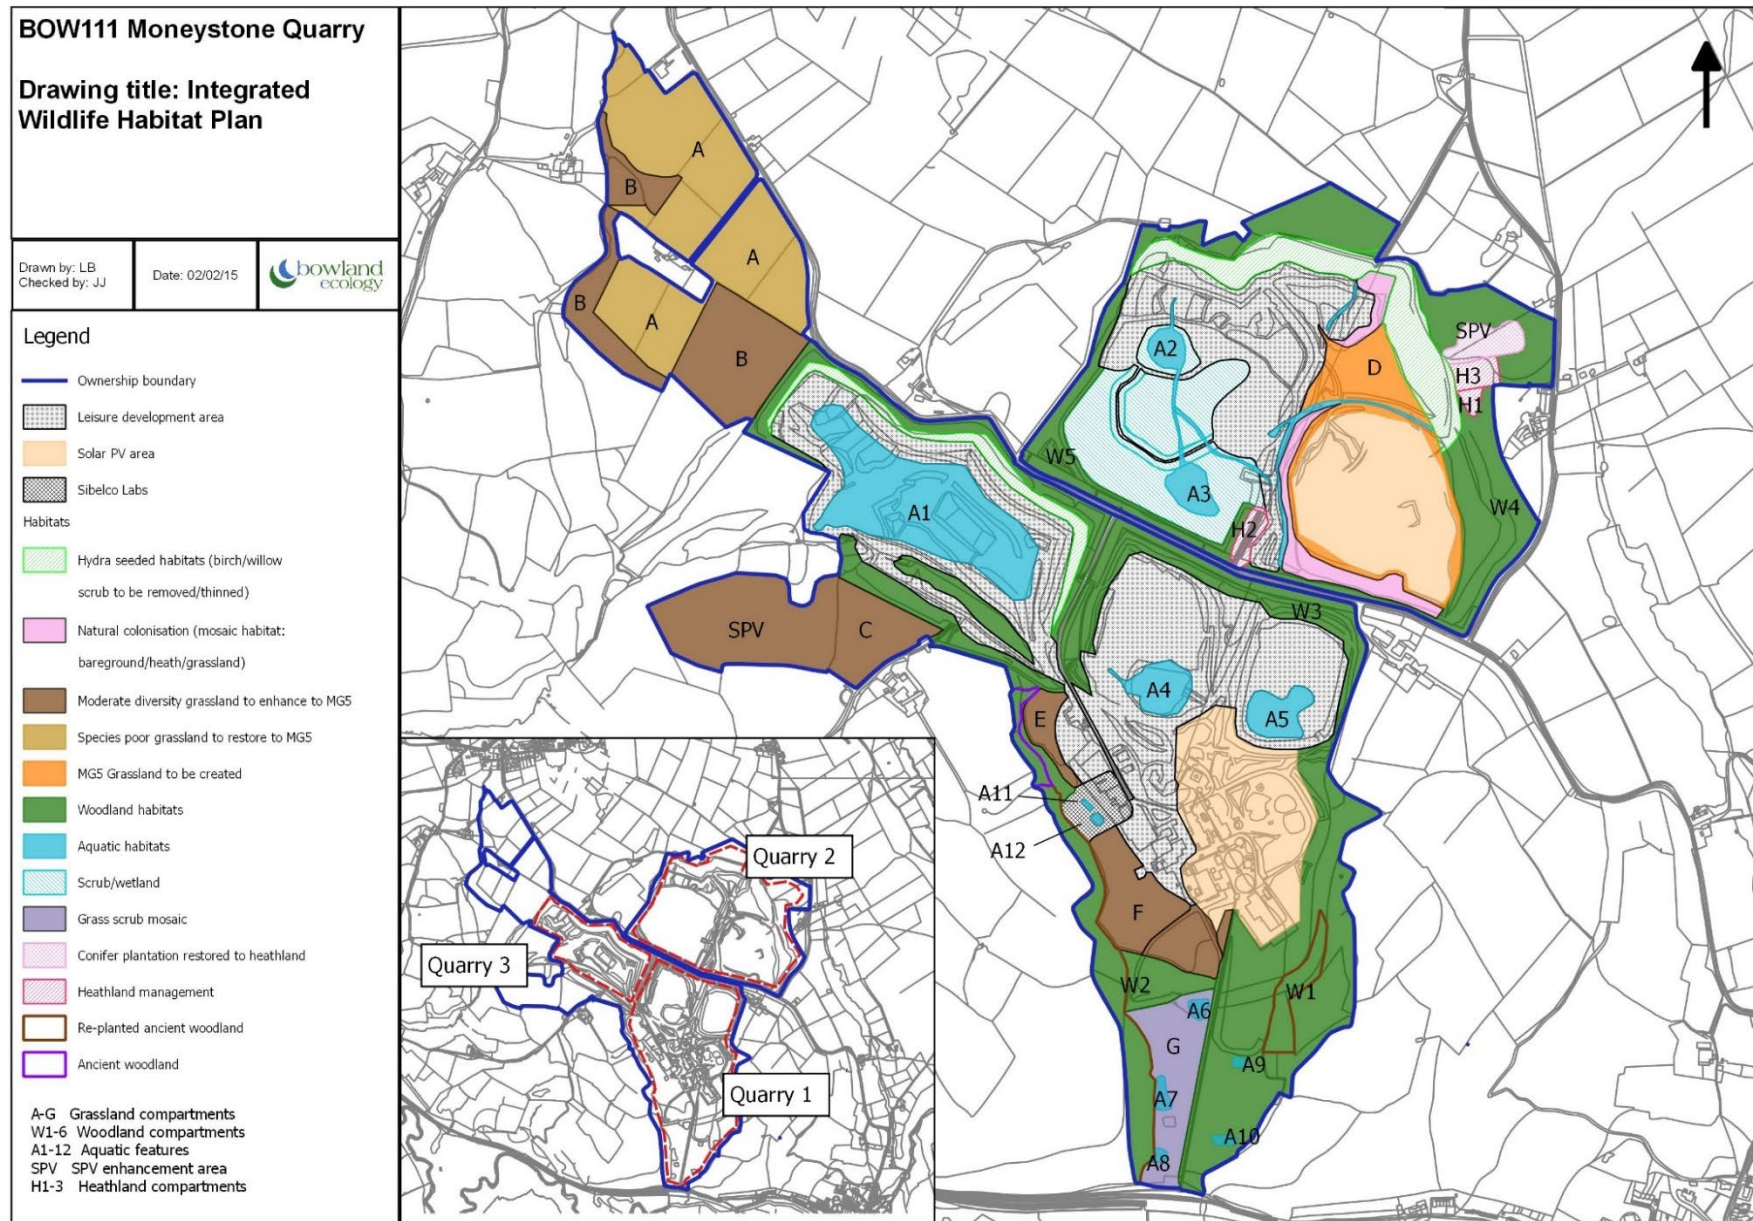 BOW111 Moneystone Quarry
Drawing title: Integrated
Wildlife Habitat Plan
Drawn by: LB
Checked by: JJ
Date: 02/02/15
bowland
ecology
Legend
Ownership boundary
Leisure development area
Solar PV area
Sibelco Labs
Habitats
Hydra seeded habitats (birch/willow
scrub to be removed/thinned)
Natural colonisation (mosaic habitat:
bareground/heath/grassland)
Moderate diversity grassland to enhance to MG5
Species poor grassland to restore to MG5
MG5 Grassland to be created
Woodland habitats
Aquatic habitats
Scrub/wetland
Grass scrub mosaic
Conifer plantation restored to heathland
Heathland management
Re-planted ancient woodland
Ancient woodland
A-G Grassland compartments
W1-6 Woodland compartments
A1-12 Aquatic features
SPV SPV enhancement area
H1-3 Heathland compartments
A
B
A
B
A
B
SPV
A2
D
H3
H1
W5
A3
W4
A1
H2
W3
SPV
C
A4
E
A5
A11
A12
F
W2
W1
A6
G
A9
A7
A10
A8
Quarry 2
Quarry 3
Quarry 1